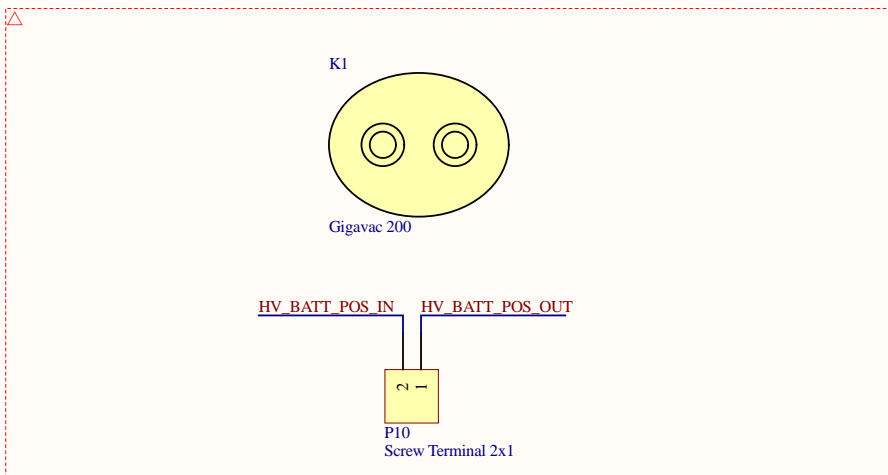 K1
Gigavac 200
HV_BATT_POS_IN HV_BATT_POS_OUT
2 1
P10
Screw Terminal 2x1